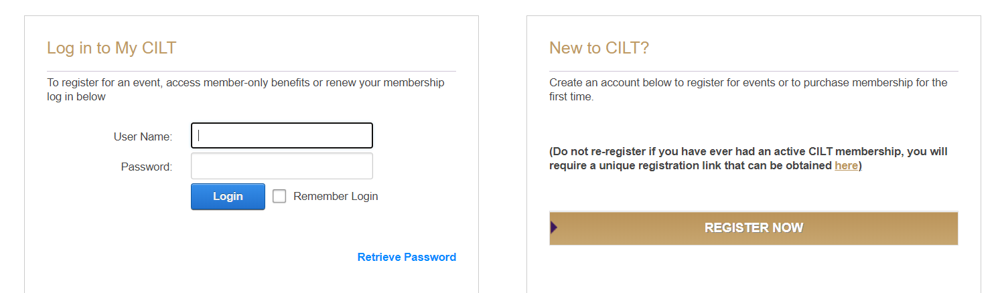 Log in to My CILT
To register for an event, access member-only benefits or renew your membership
log in below
User Name:
Password:
Login
Remember Login
Retrieve Password
New to CILT?
Create an account below to register for events or to purchase membership for the
first time.
(Do not re-register if you have ever had an active CILT membership, you will
require a unique registration link that can be obtained here)
REGISTER NOW